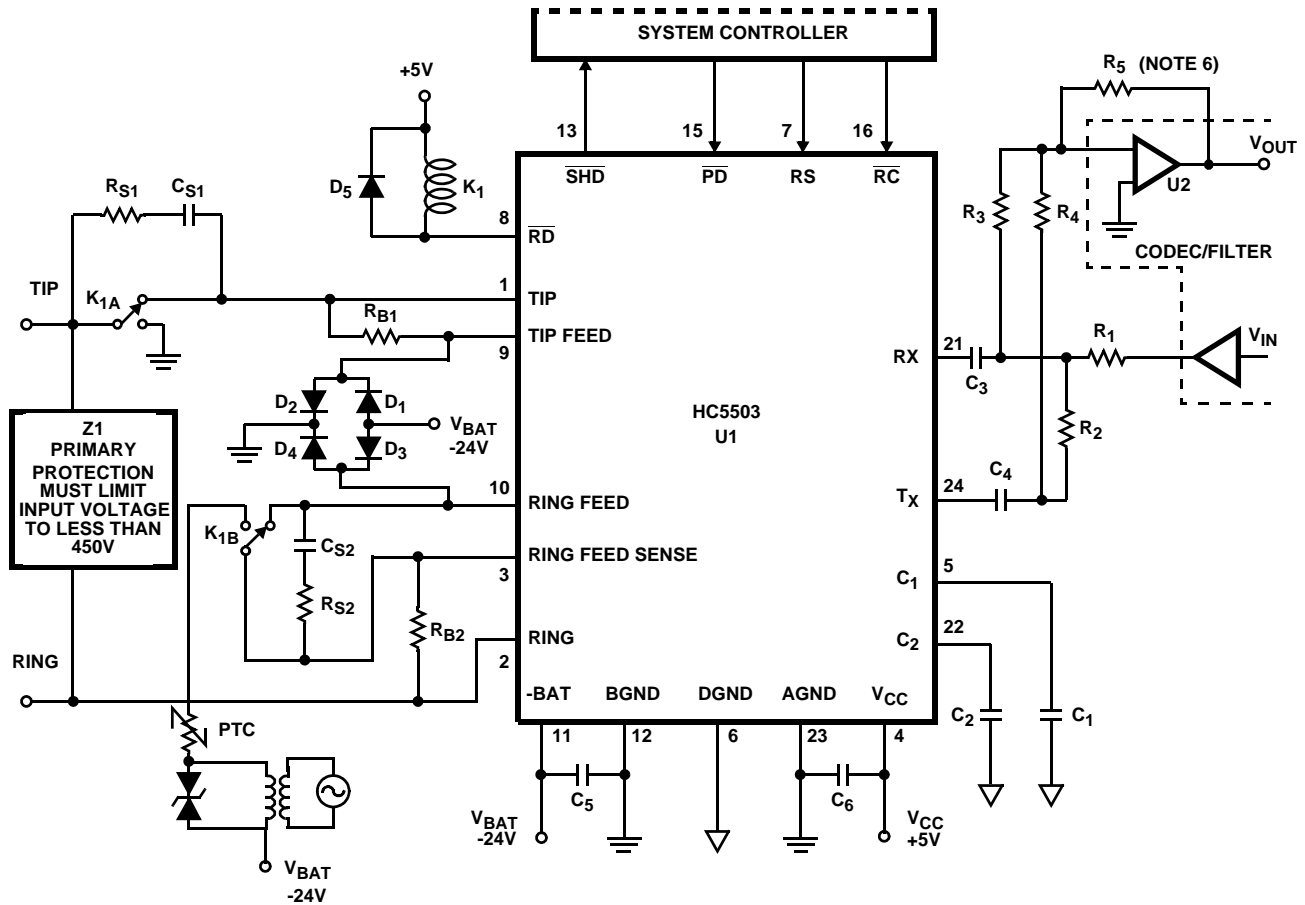 SYSTEM CONTROLLER
+5V
R5 (NOTE 6)
13
15
7
16
SHD
PD
RS
RC
VOUT
U2
RS1
CS1
D5
K1
R3
R4
8
RD
CODEC/FILTER
TIP
K1A
1
TIP
RB1
TIP FEED
9
R1
VIN
RX
21
C3
D2
D1
VBAT
-24V
D4
D3
HC5503
U1
R2
Z1
PRIMARY
PROTECTION
MUST LIMIT
INPUT VOLTAGE
TO LESS THAN
450V
10
RING FEED
TX
24
C4
K1B
CS2
RING FEED SENSE
3
RS2
RB2
C1
5
C2
22
RING
RING
2
-BAT
BGND
DGND
AGND
VCC
PTC
11
12
6
23
4
C2
C1
C5
C6
VBAT
-24V
VCC
+5V
VBAT
-24V